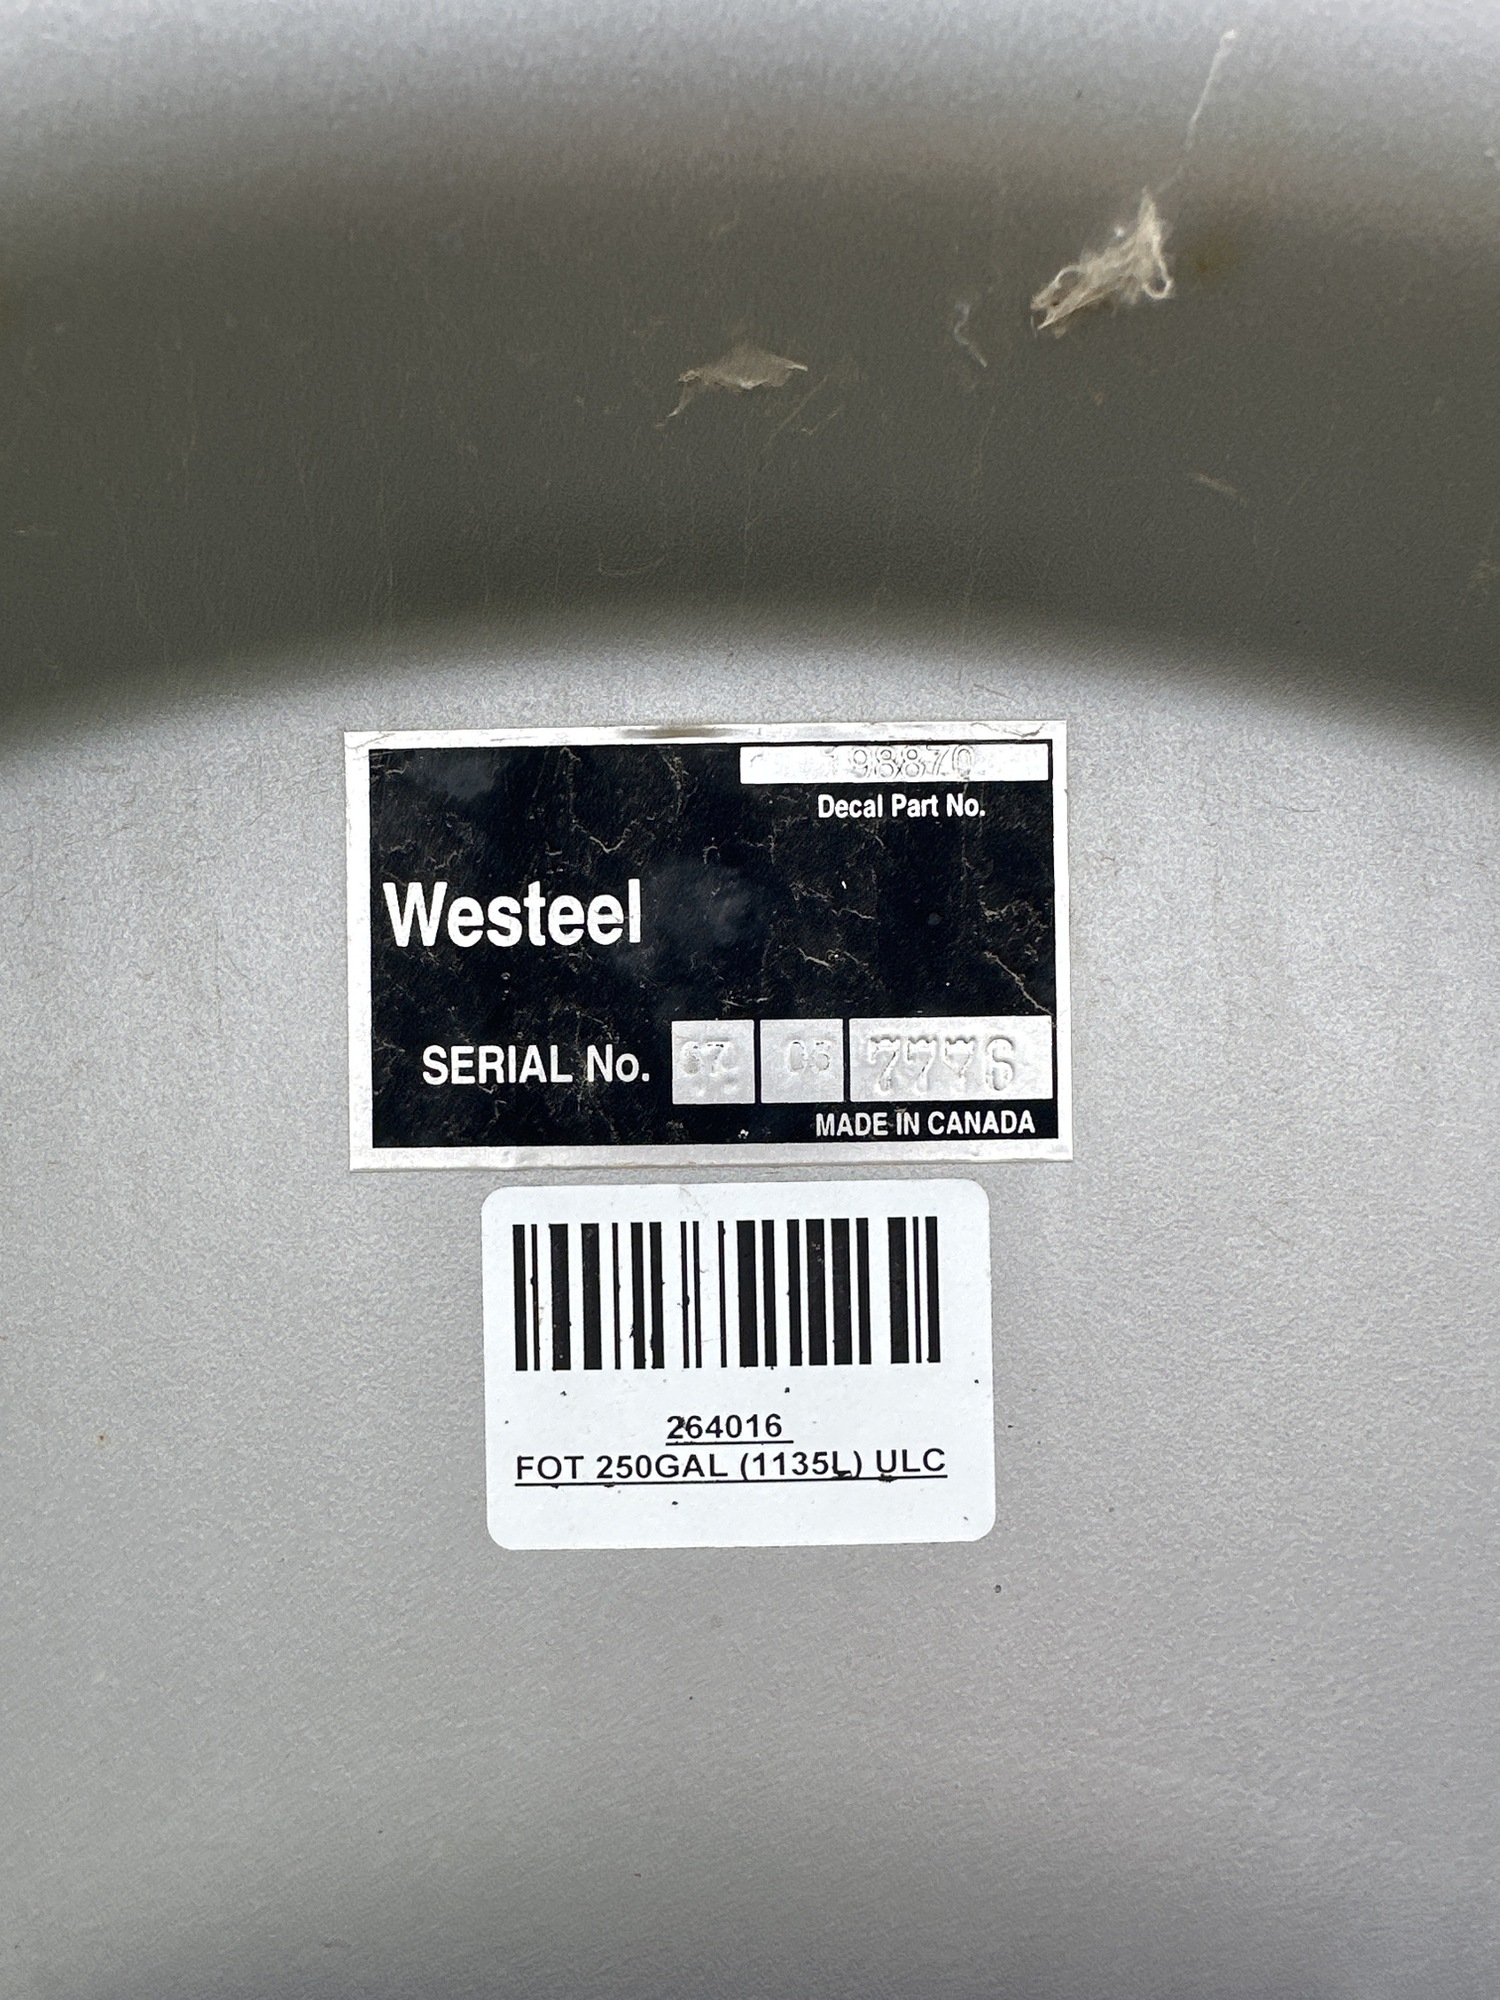 198870
Decal Part No.
Westeel
SERIAL No. 07 03 7776
MADE IN CANADA
264016
FOT 250GAL (1135L) ULC